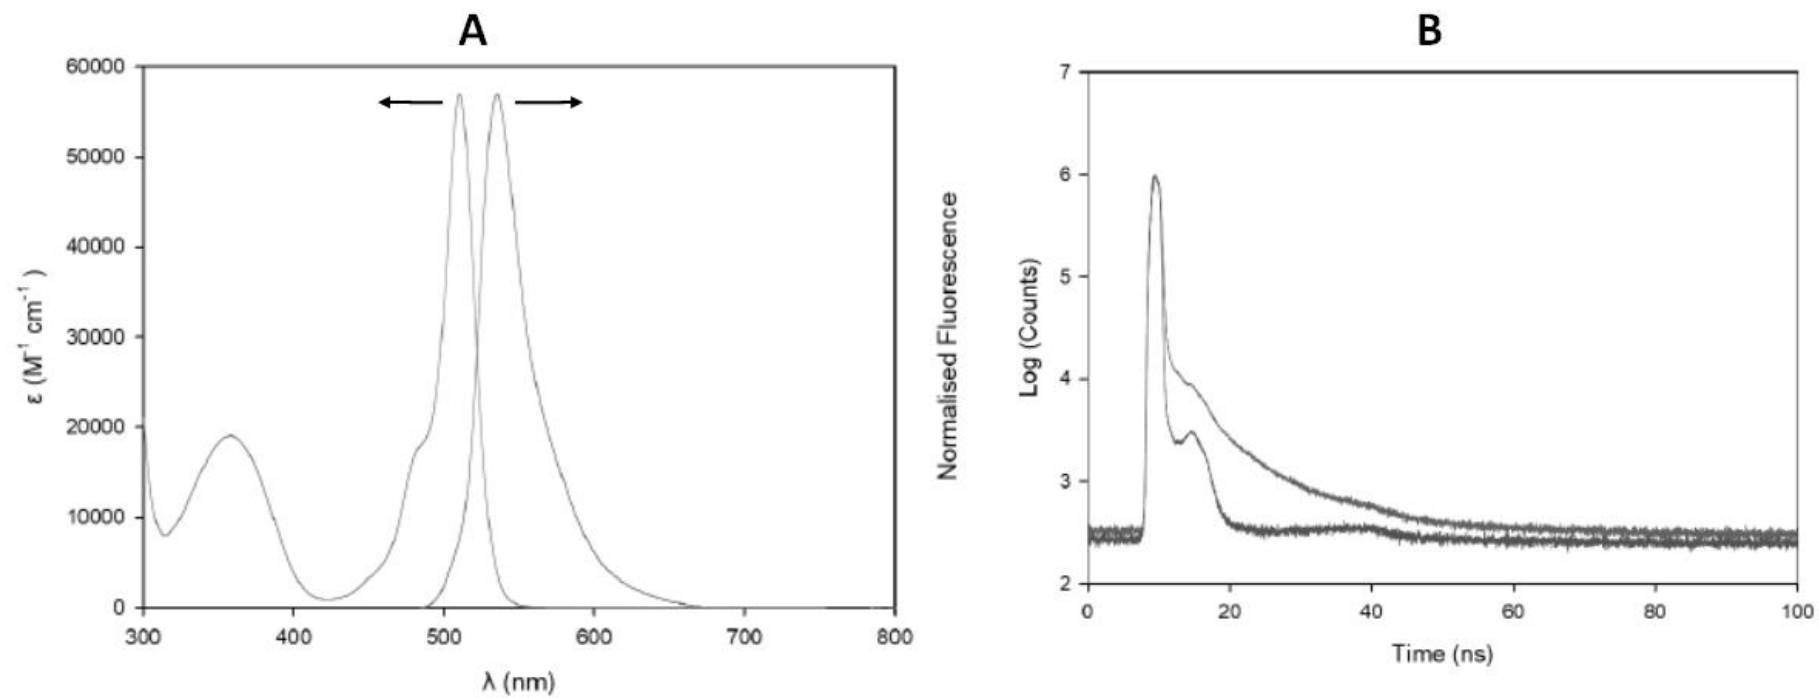 A
60000
50000
40000
30000
20000
10000
0
ε (M⁻¹ cm⁻¹ )
300 400 500 600 700 800
λ (nm)
Normalised Fluorescence
B
7
6
5
4
3
2
Log (Counts)
0 20 40 60 80 100
Time (ns)